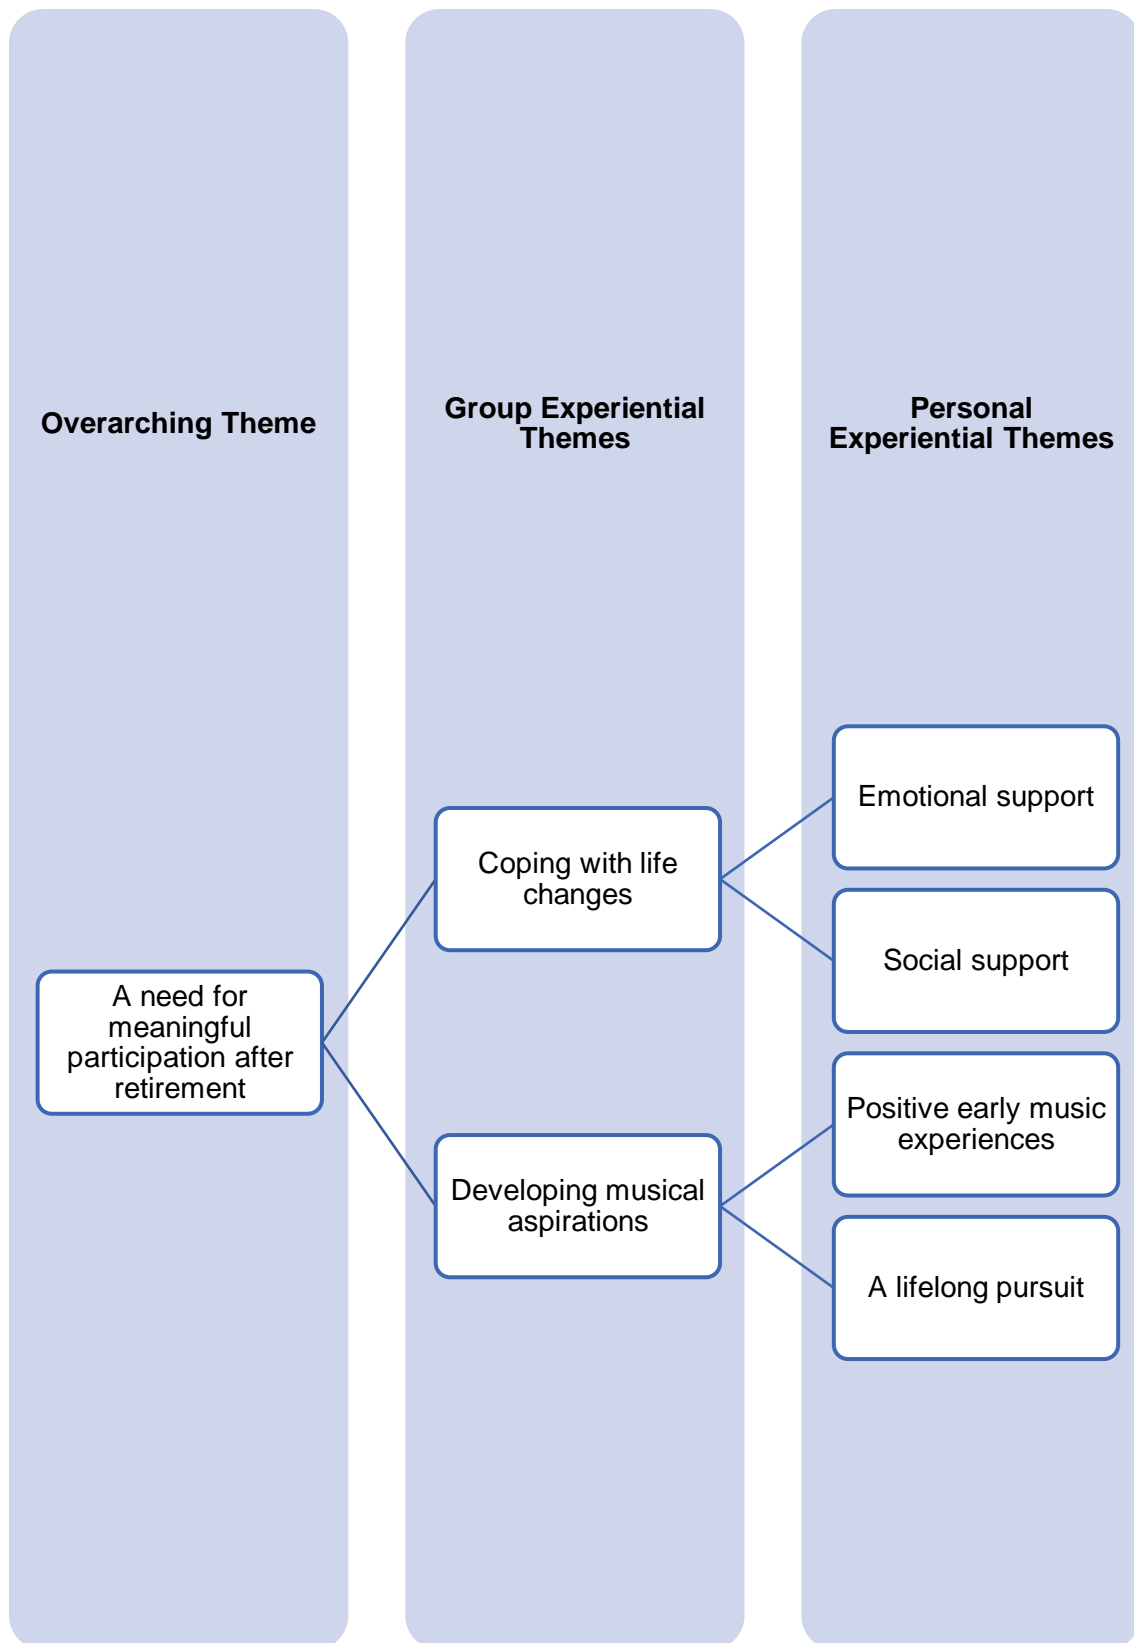 Overarching Theme
Group Experiential
Themes
Personal
Experiential Themes
A need for
meaningful
participation after
retirement
Coping with life
changes
Developing musical
aspirations
Emotional support
Social support
Positive early music
experiences
A lifelong pursuit